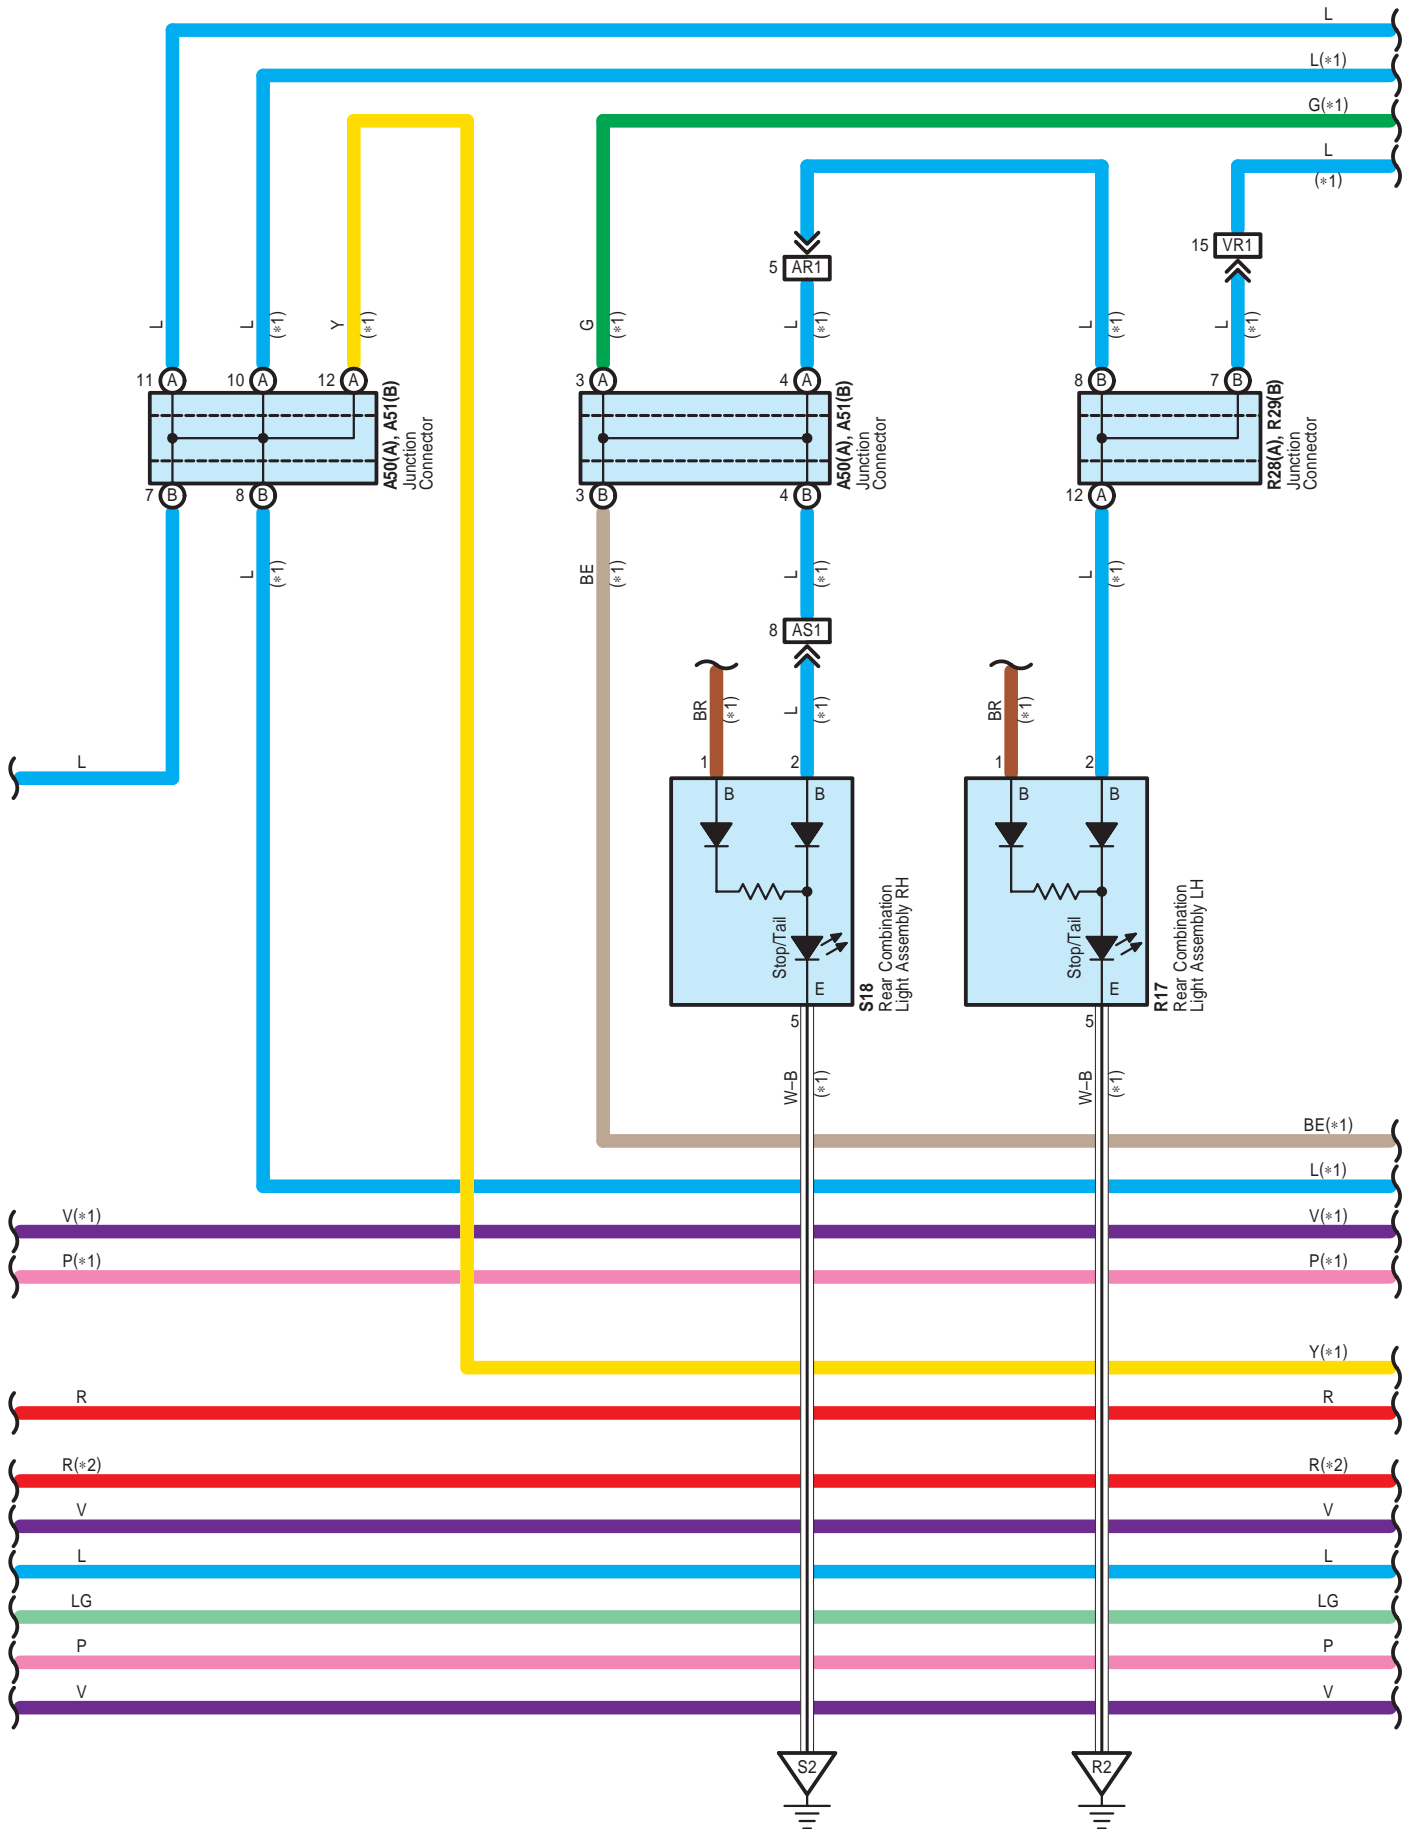 L
L(*1)
G(*1)
L
(*1)
15 VR1
5 AR1
L
L
(*1)
Y
(*1)
G
(*1)
L
(*1)
L
(*1)
L
(*1)
11 A
10 A
12 A
3 A
4 A
8 B
7 B
A50(A), A51(B)
Junction
Connector
A50(A), A51(B)
Junction
Connector
R28(A), R29(B)
Junction
Connector
7 B
8 B
3 B
4 B
12 A
L
(*1)
BE
(*1)
L
(*1)
L
(*1)
8 AS1
BR
(*1)
L
(*1)
BR
(*1)
L
1
2
1
2
B
B
B
B
Stop/Tail
Stop/Tail
E
E
S18
Rear Combination
Light Assembly RH
R17
Rear Combination
Light Assembly LH
5
5
W–B
(*1)
W–B
(*1)
BE(*1)
L(*1)
V(*1)
V(*1)
P(*1)
P(*1)
Y(*1)
R
R
R(*2)
R(*2)
V
V
L
L
LG
LG
P
P
V
V
S2
R2